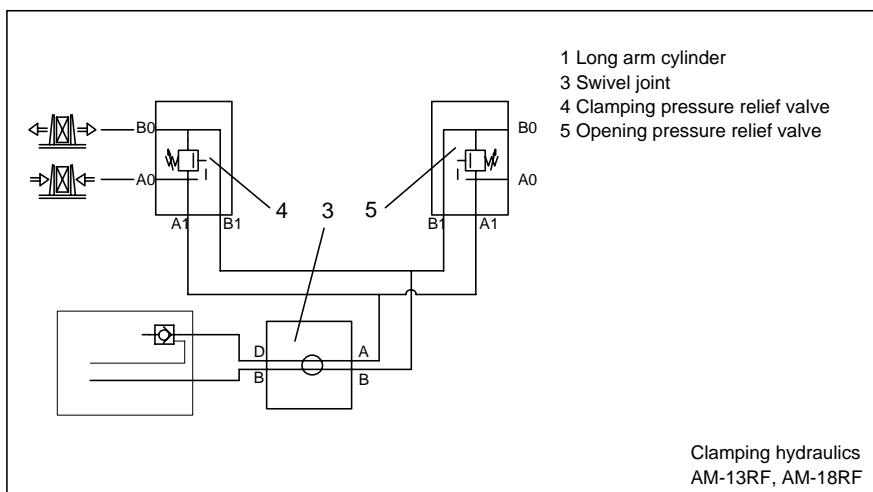 1 Long arm cylinder
3 Swivel joint
4 Clamping pressure relief valve
5 Opening pressure relief valve
B0
B0
A0
A0
4
3
5
A1
B1
B1
A1
D
A
B
B
Clamping hydraulics
AM-13RF, AM-18RF